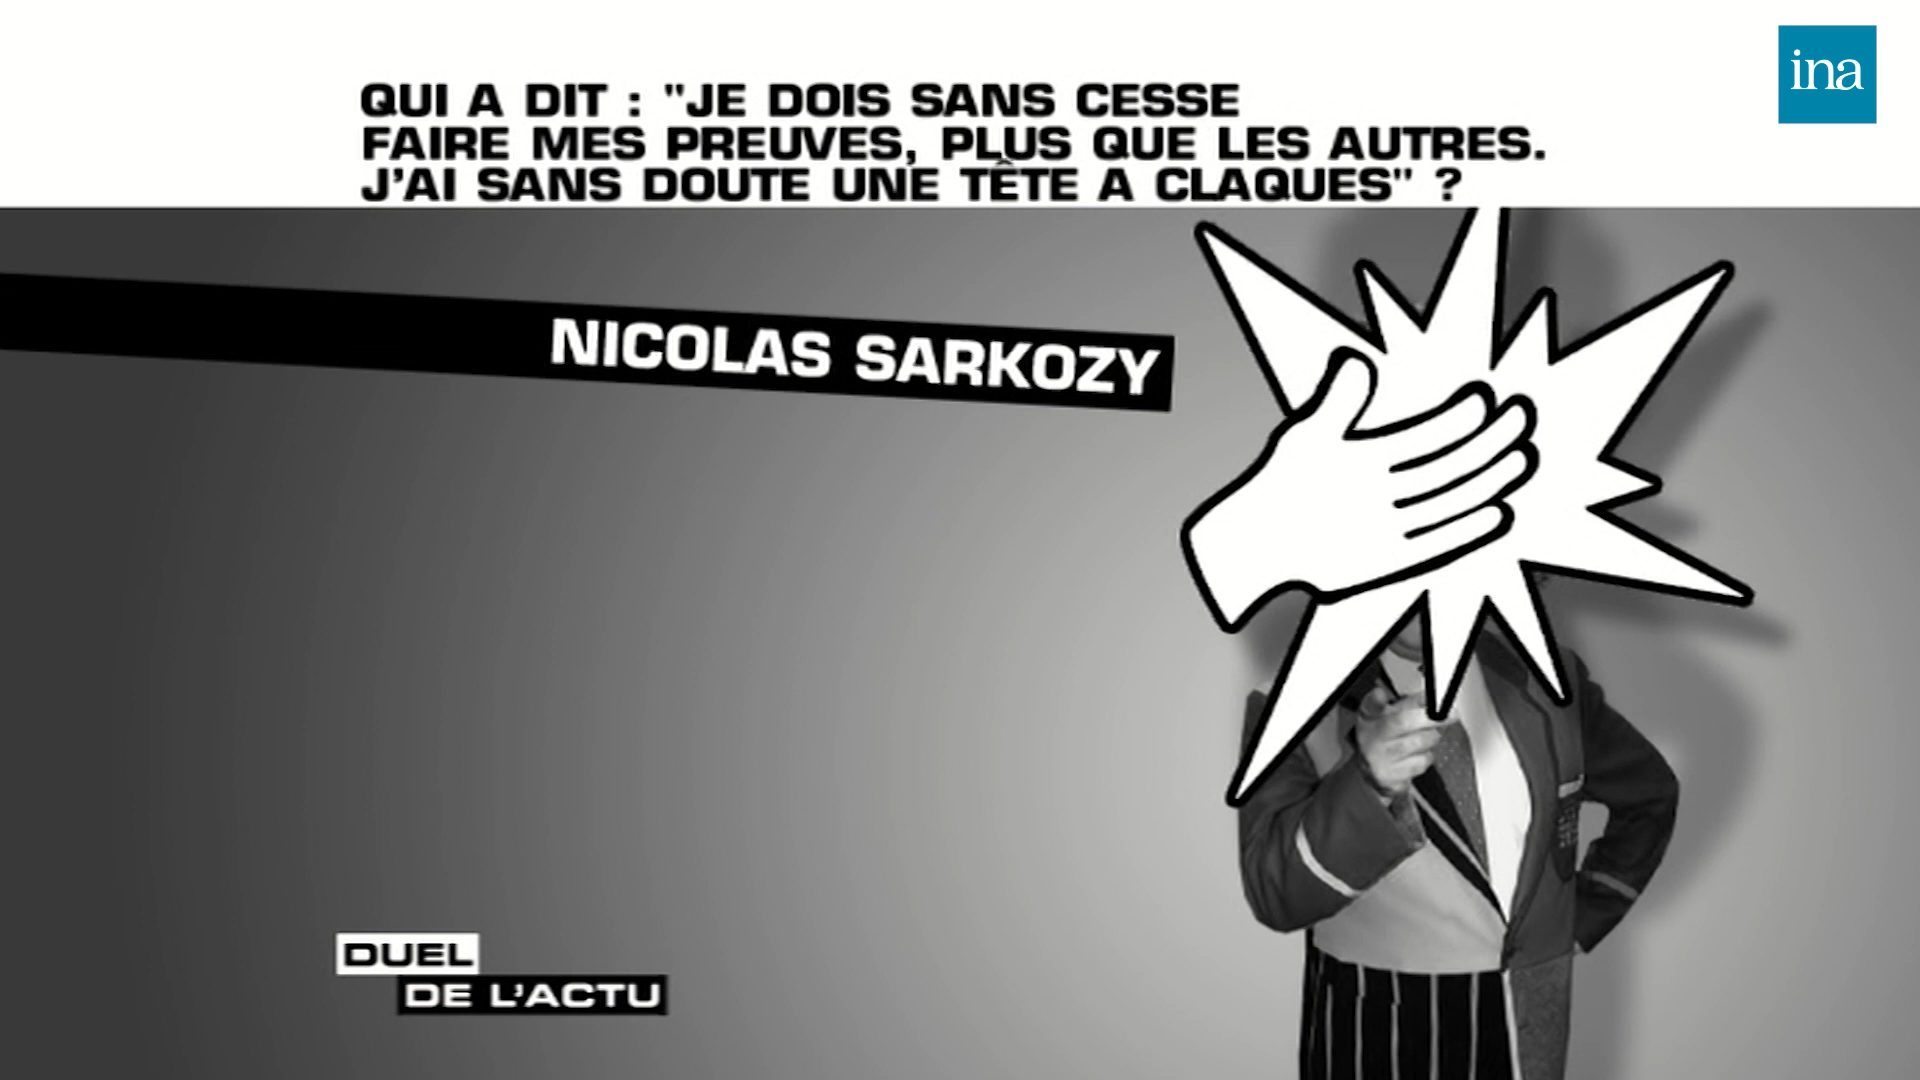 ina
QUI A DIT : "JE DOIS SANS CESSE
FAIRE MES PREUVES, PLUS QUE LES AUTRES.
J'AI SANS DOUTE UNE TÊTE A CLAQUES" ?
NICOLAS SARKOZY
DUEL
DE L'ACTU